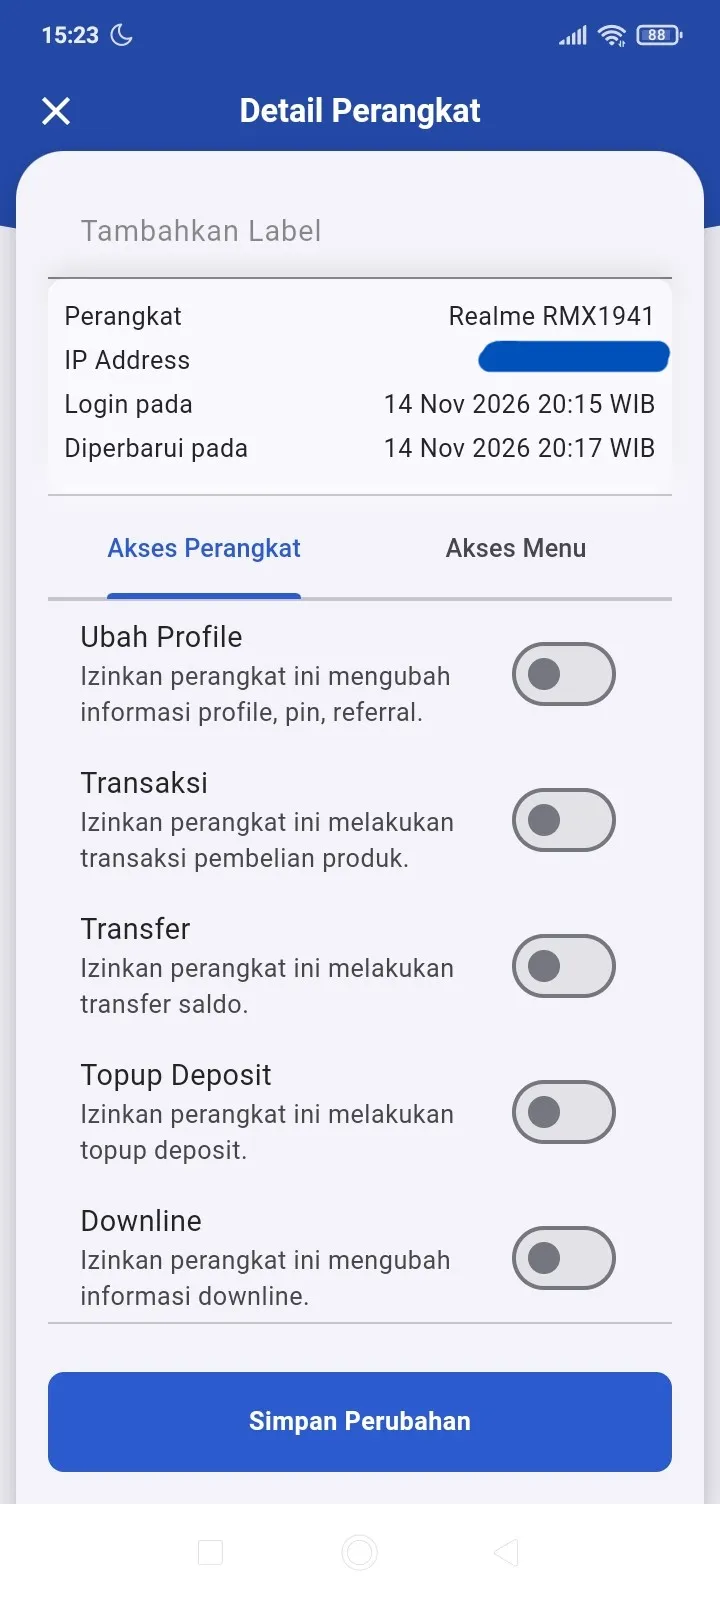 15:23
88
Detail Perangkat
Tambahkan Label
Perangkat Realme RMX1941
IP Address
Login pada 14 Nov 2026 20:15 WIB
Diperbarui pada 14 Nov 2026 20:17 WIB
Akses Perangkat Akses Menu
Ubah Profile
Izinkan perangkat ini mengubah
informasi profile, pin, referral.
Transaksi
Izinkan perangkat ini melakukan
transaksi pembelian produk.
Transfer
Izinkan perangkat ini melakukan
transfer saldo.
Topup Deposit
Izinkan perangkat ini melakukan
topup deposit.
Downline
Izinkan perangkat ini mengubah
informasi downline.
Simpan Perubahan